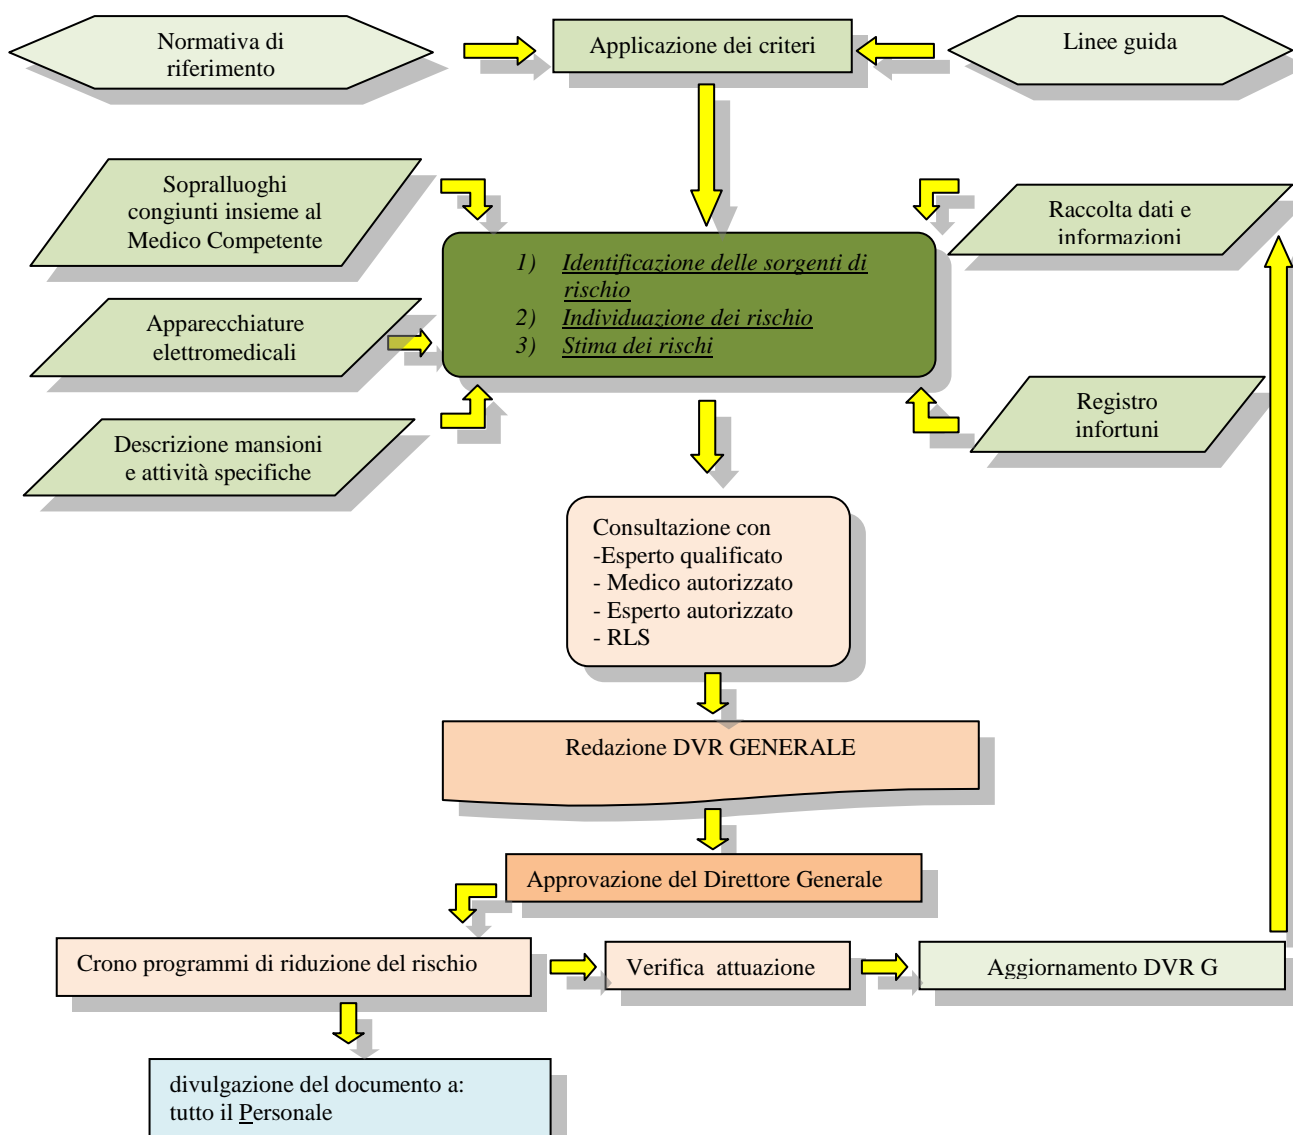 Normativa di
riferimento
Applicazione dei criteri
Linee guida
Sopralluoghi
congiunti insieme al
Medico Competente
Raccolta dati e
informazioni
1) Identificazione delle sorgenti di
rischio
2) Individuazione dei rischio
3) Stima dei rischi
Apparecchiature
elettromedicali
Descrizione mansioni
e attività specifiche
Registro
infortuni
Consultazione con
-Esperto qualificato
- Medico autorizzato
- Esperto autorizzato
- RLS
Redazione DVR GENERALE
Approvazione del Direttore Generale
Crono programmi di riduzione del rischio
Verifica attuazione
Aggiornamento DVR G
divulgazione del documento a:
tutto il Personale